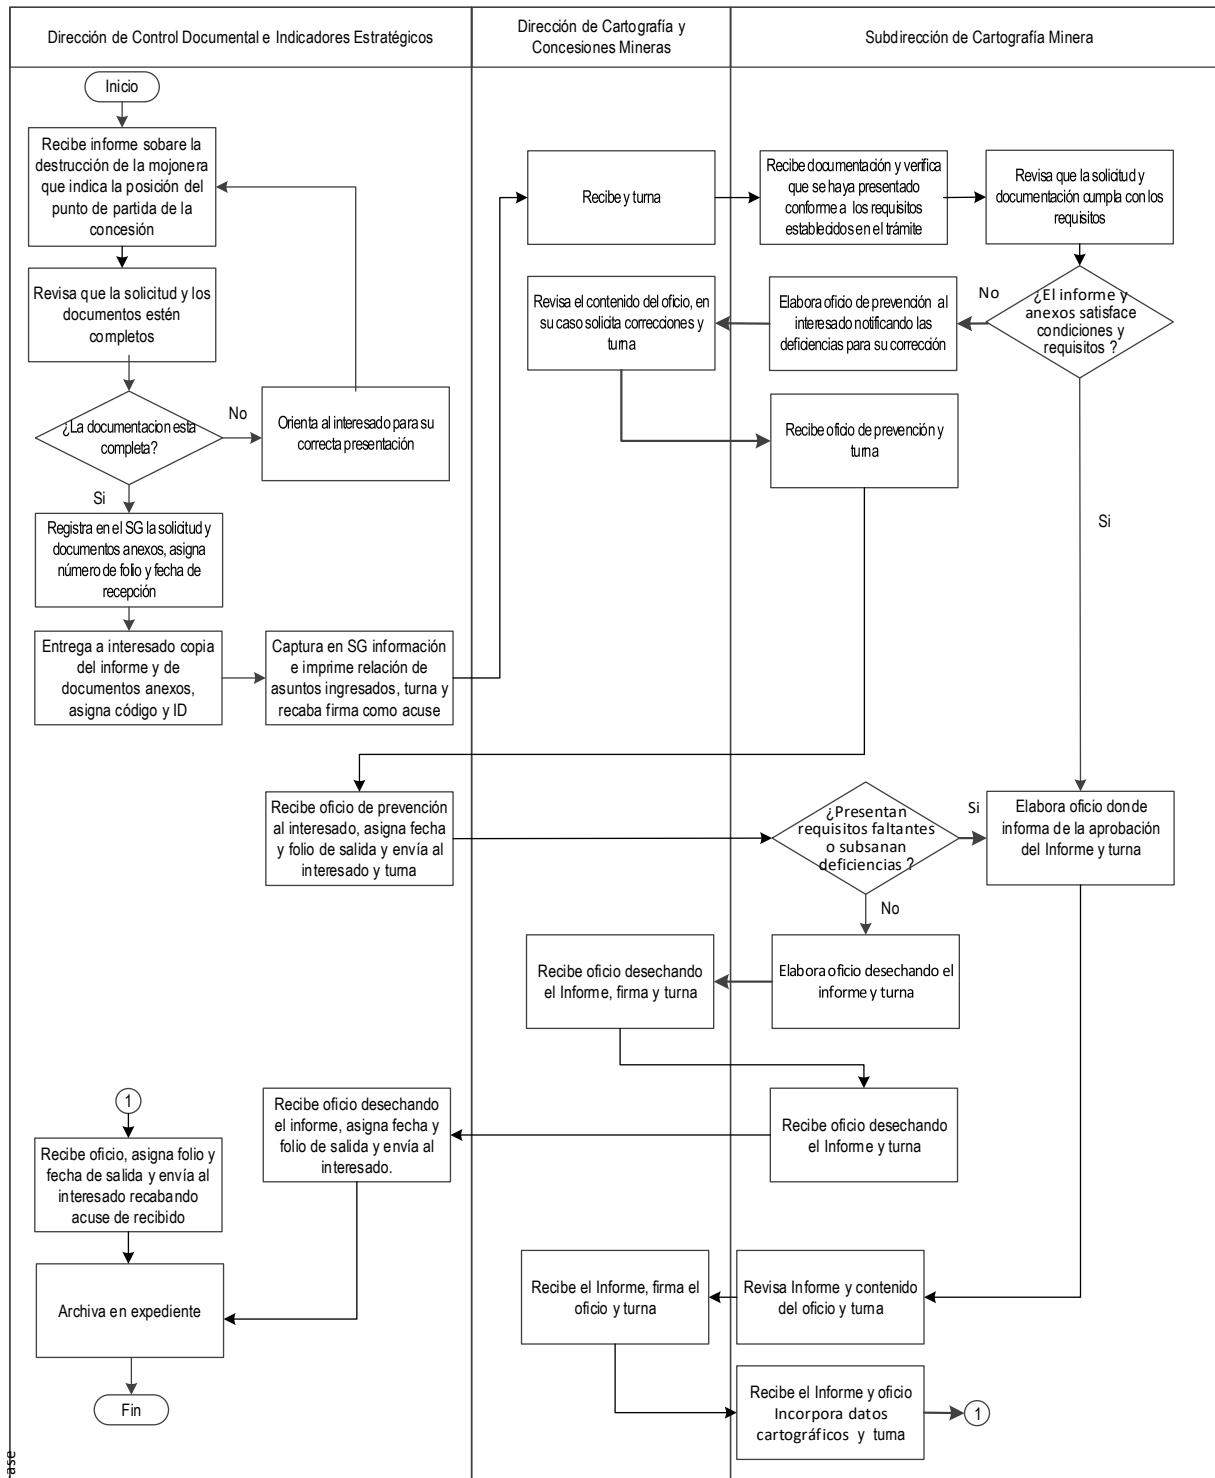 Dirección de Control Documental e Indicadores Estratégicos
Dirección de Cartografía y
Concesiones Mineras
Subdirección de Cartografía Minera
Inicio
Recibe informe sobare la
destrucción de la mojonera
que indica la posición del
punto de partida de la
concesión
Revisa que la solicitud y los
documentos estén
completos
¿La documentacion esta
completa?
No
Orienta al interesado para su
correcta presentación
Si
Registra en el SG la solicitud y
documentos anexos, asigna
número de folio y fecha de
recepción
Entrega a interesado copia
del informe y de
documentos anexos,
asigna código y ID
Captura en SG información
e imprime relación de
asuntos ingresados, turna y
recaba firma como acuse
Recibe y turna
Recibe documentación y verifica
que se haya presentado
conforme a los requisitos
establecidos en el trámite
Revisa que la solicitud y
documentación cumpla con los
requisitos
¿El informe y
anexos satisface
condiciones y
requisitos ?
No
Elabora oficio de prevención al
interesado notificando las
deficiencias para su corrección
Revisa el contenido del oficio, en
su caso solicita correcciones y
turna
Recibe oficio de prevención y
turna
Si
Recibe oficio de prevención
al interesado, asigna fecha
y folio de salida y envía al
interesado y turna
¿Presentan
requisitos faltantes
o subsanan
deficiencias ?
Si
Elabora oficio donde
informa de la aprobación
del Informe y turna
No
Elabora oficio desechando el
informe y turna
Recibe oficio desechando
el Informe, firma y turna
Recibe oficio desechando
el Informe y turna
Recibe oficio desechando
el informe, asigna fecha y
folio de salida y envía al
interesado.
1
Recibe oficio, asigna folio y
fecha de salida y envía al
interesado recabando
acuse de recibido
Archiva en expediente
Fin
Revisa Informe y contenido
del oficio y turna
Recibe el Informe, firma el
oficio y turna
Recibe el Informe y oficio
Incorpora datos
cartográficos y turna
1
ase